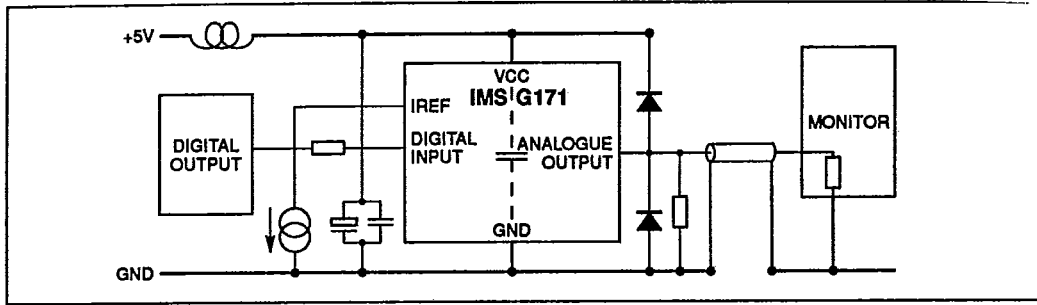 +5V
VCC
IMS G171
IREF
DIGITAL
INPUT
ANALOGUE
OUTPUT
GND
DIGITAL
OUTPUT
MONITOR
GND